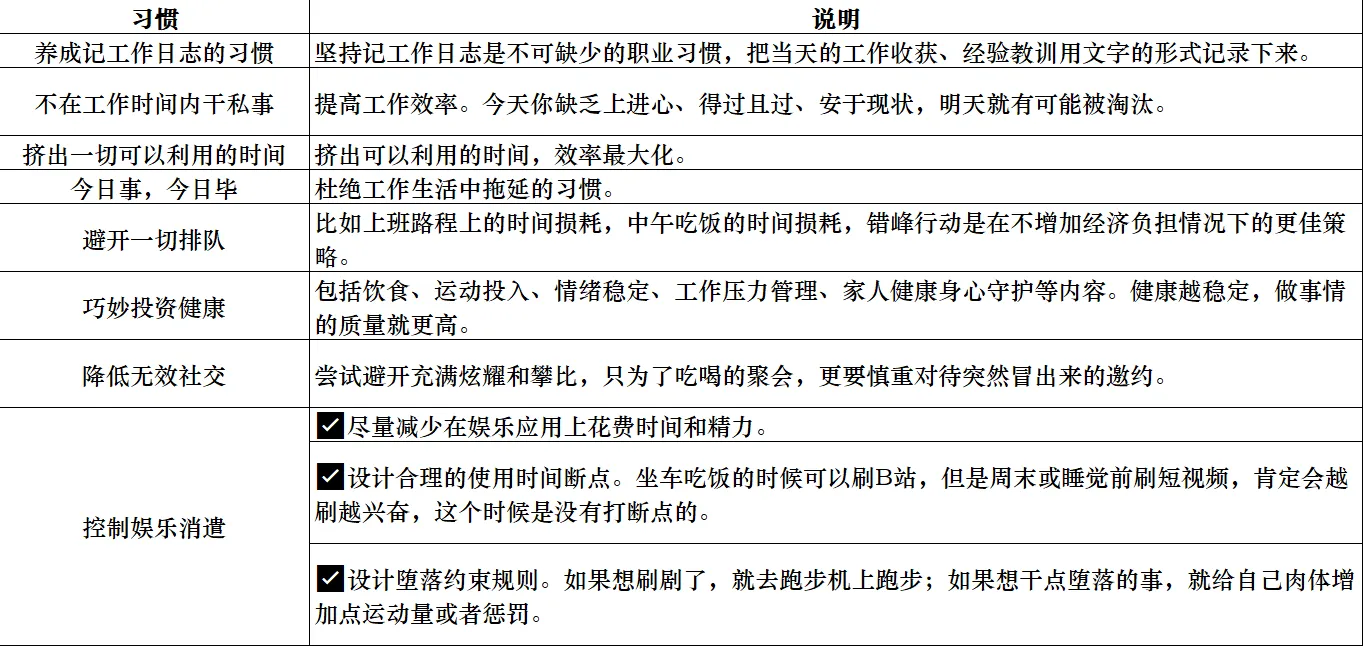 习惯 说明
养成记工作日志的习惯 坚持记工作日志是不可缺少的职业习惯，把当天的工作收获、经验教训用文字的形式记录下来。
不在工作时间内干私事 提高工作效率。今天你缺乏上进心、得过且过、安于现状，明天就有可能被淘汰。
挤出一切可以利用的时间 挤出可以利用的时间，效率最大化。
今日事，今日毕 杜绝工作生活中拖延的习惯。
避开一切排队 比如上班路程上的时间损耗，中午吃饭的时间损耗，错峰行动是在不增加经济负担情况下的更佳策
略。
巧妙投资健康 包括饮食、运动投入、情绪稳定、工作压力管理、家人健康身心守护等内容。健康越稳定，做事情
的质量就更高。
降低无效社交 尝试避开充满炫耀和攀比，只为了吃喝的聚会，更要慎重对待突然冒出来的邀约。
控制娱乐消遣 ✓尽量减少在娱乐应用上花费时间和精力。
✓设计合理的使用时间断点。坐车吃饭的时候可以刷B站，但是周末或睡觉前刷短视频，肯定会越
刷越兴奋，这个时候是没有打断点的。
✓设计堕落约束规则。如果想刷剧了，就去跑步机上跑步；如果想干点堕落的事，就给自己肉体增
加点运动量或者惩罚。